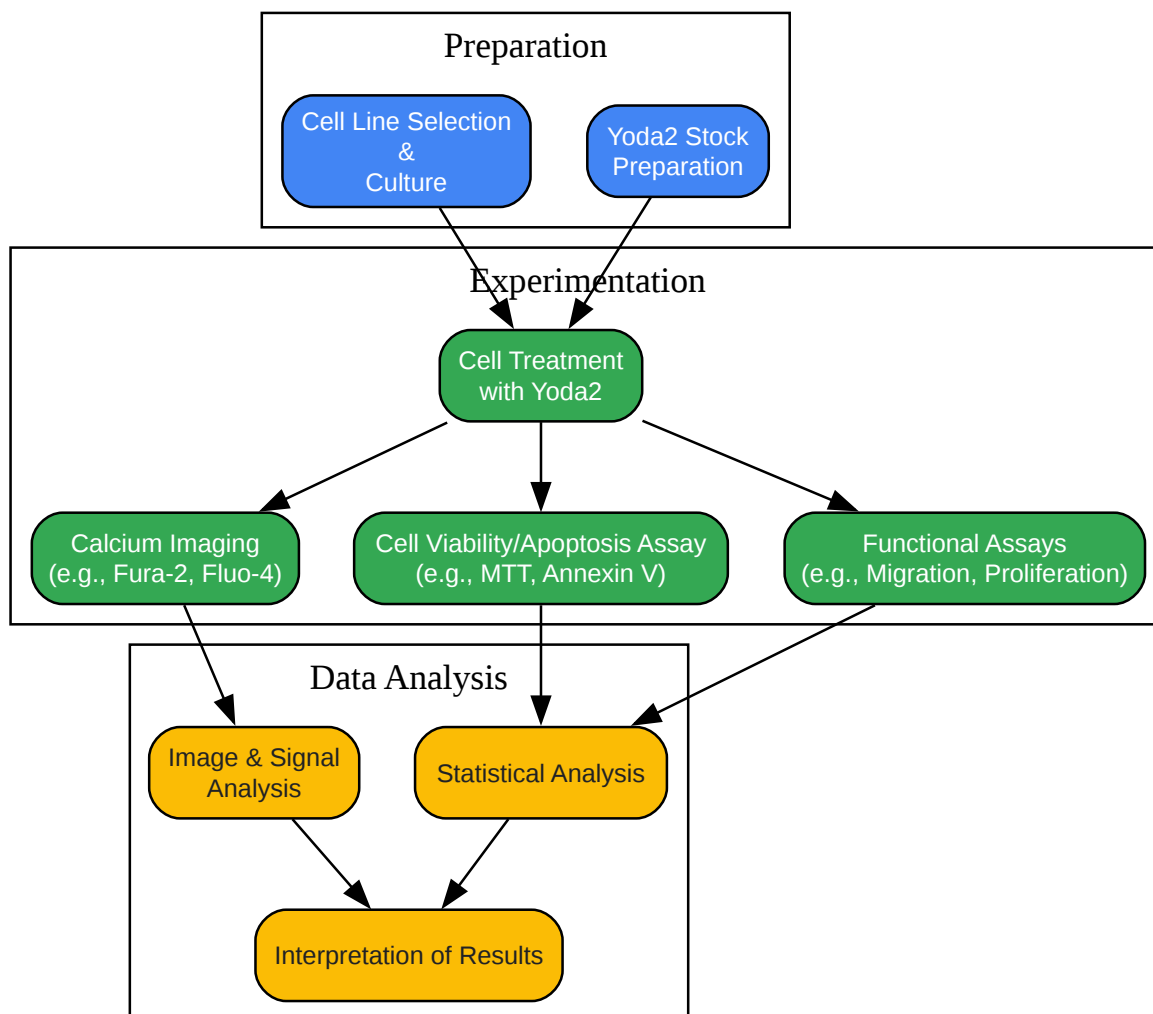 Preparation
Cell Line Selection
&
Culture
Yoda2 Stock
Preparation
Experimentation
Cell Treatment
with Yoda2
Calcium Imaging
(e.g., Fura-2, Fluo-4)
Cell Viability/Apoptosis Assay
(e.g., MTT, Annexin V)
Functional Assays
(e.g., Migration, Proliferation)
Data Analysis
Image & Signal
Analysis
Statistical Analysis
Interpretation of Results